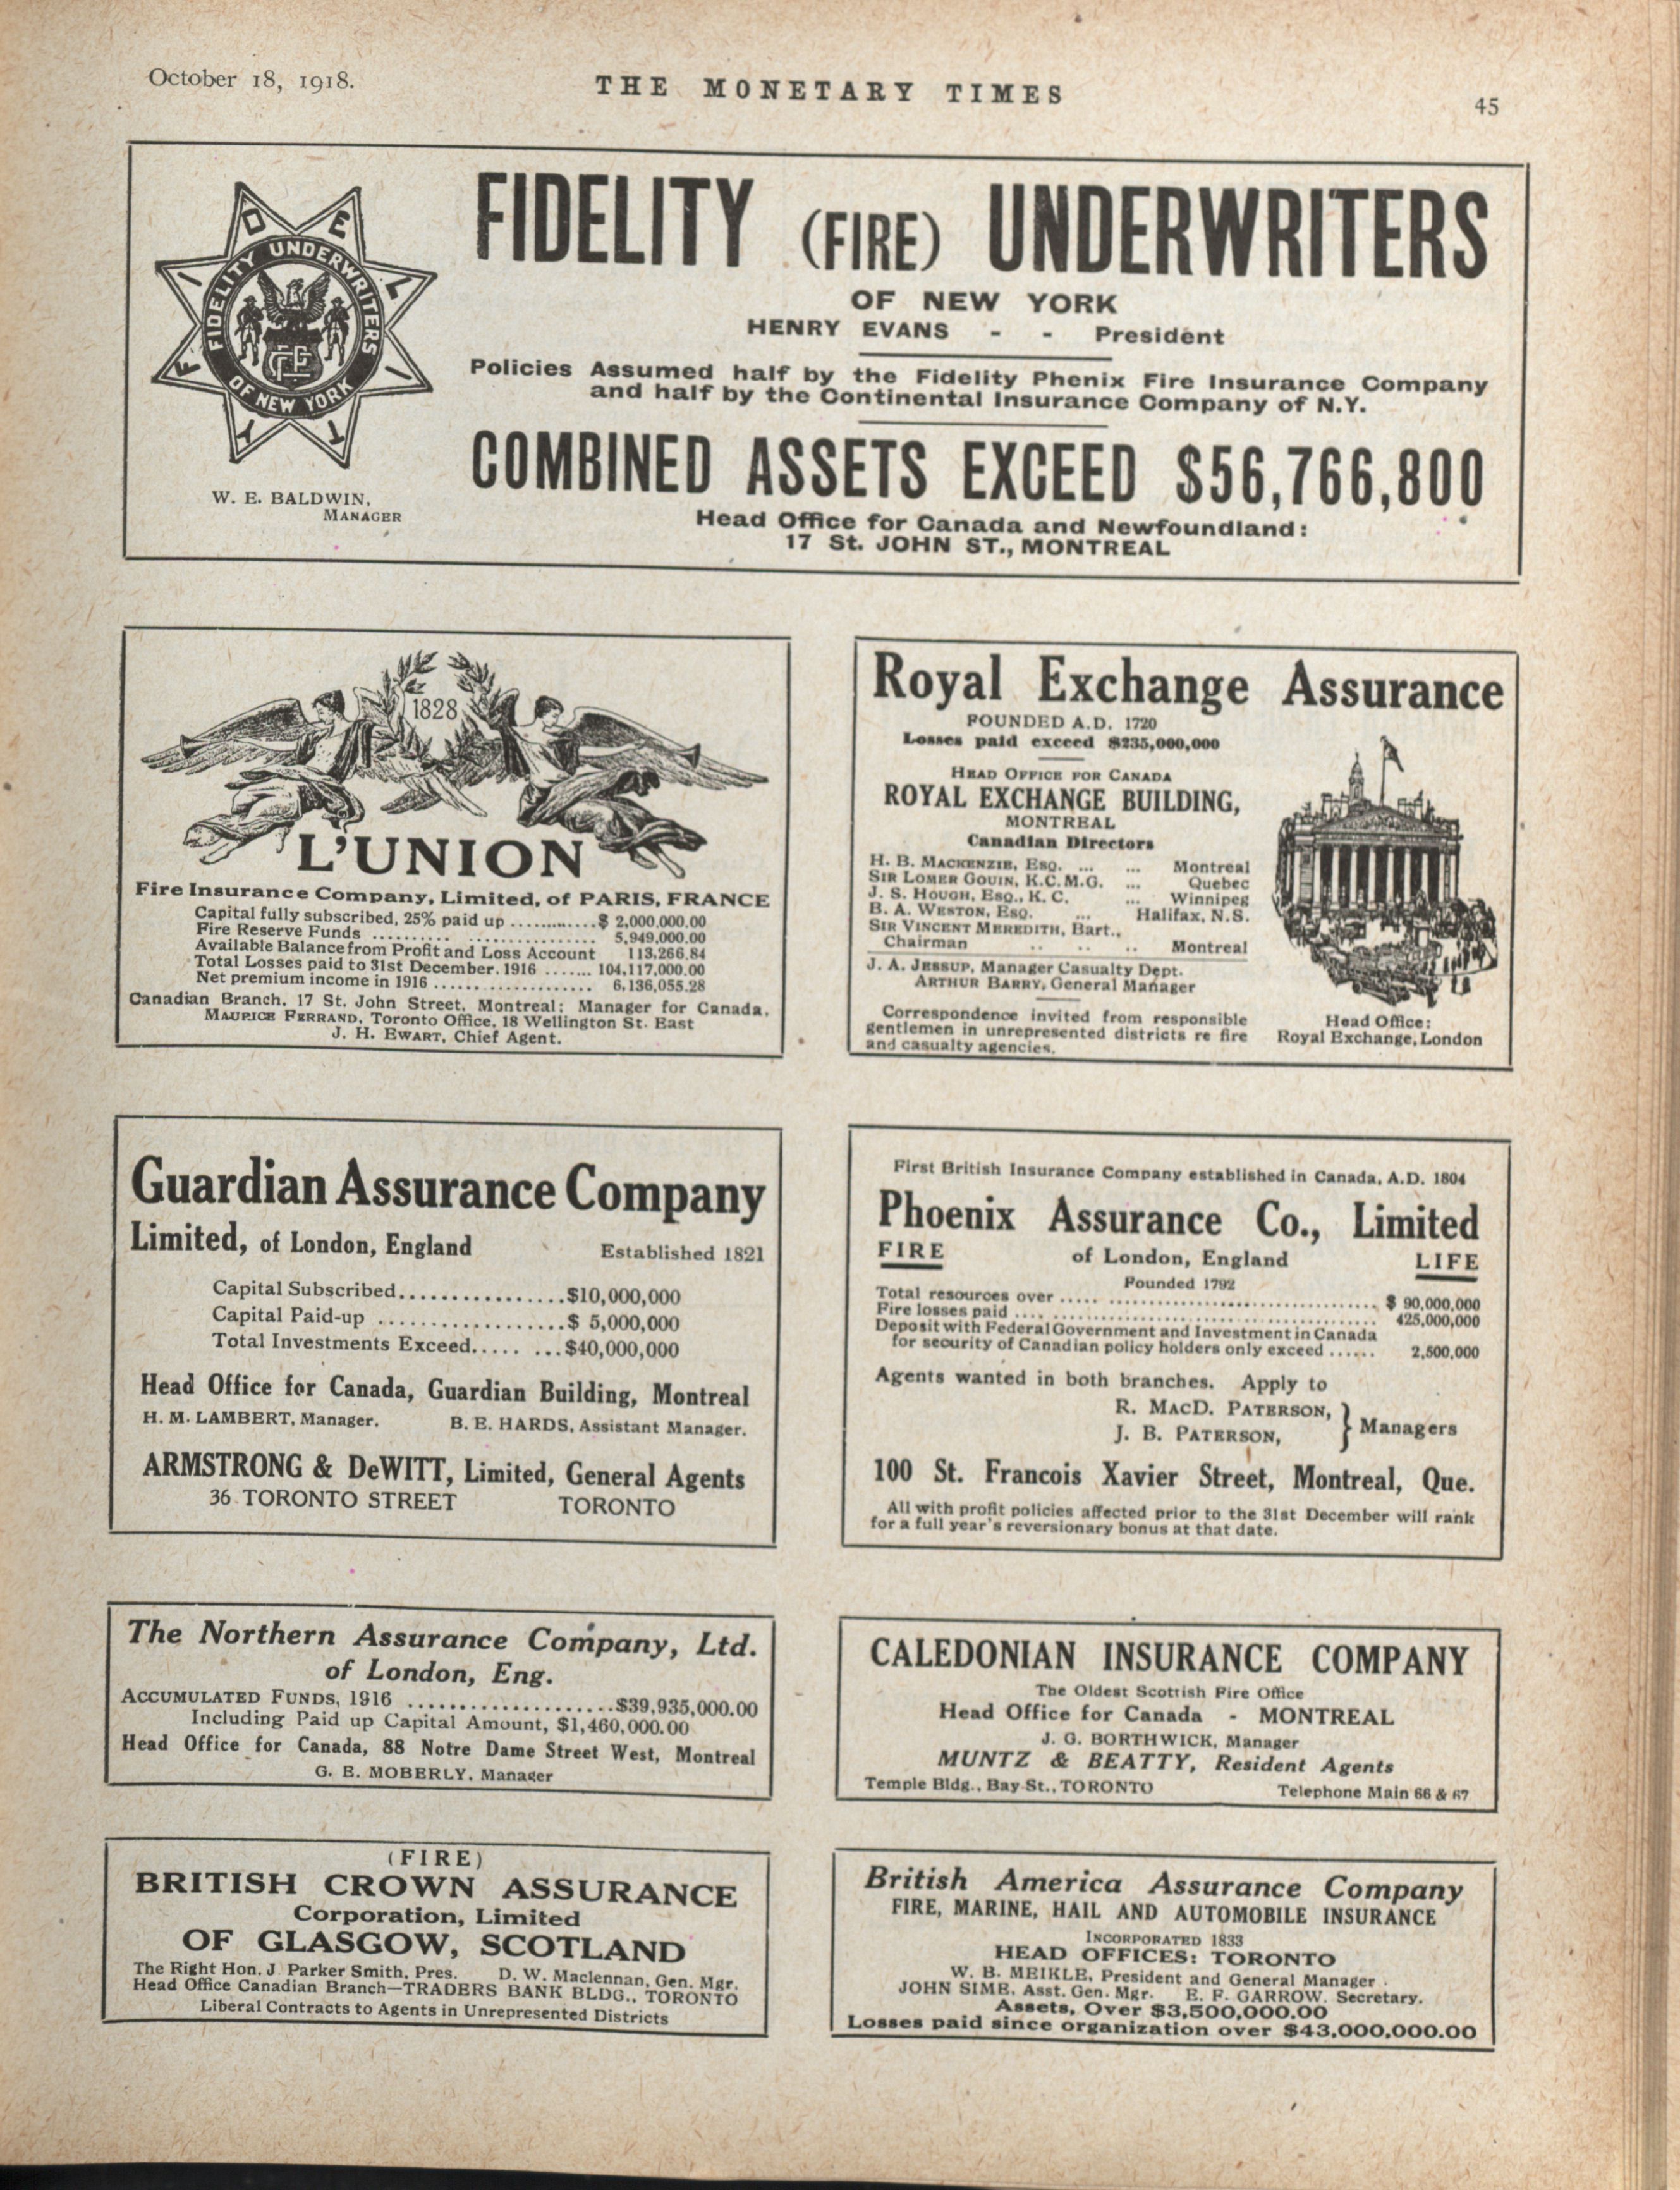 October 18, 1918.
THE MONETARY TIMES
45
FIDELITY
FIDELITY UNDERWRITERS
OF NEW YORK
W. E. BALDWIN,
MANAGER
FIDELITY (FIRE) UNDERWRITERS
OF NEW YORK
HENRY EVANS - - President
Policies Assumed half by the Fidelity Phenix Fire Insurance Company
and half by the Continental Insurance Company of N.Y.
COMBINED ASSETS EXCEED $56,766,800
Head Office for Canada and Newfoundland:
17 St. JOHN ST., MONTREAL
1828
L'UNION
Fire Insurance Company, Limited, of PARIS, FRANCE
Capital fully subscribed, 25% paid up ............$ 2,000,000.00
Fire Reserve Funds .......... ................ 5,949,000.00
Available Balance from Profit and Loss Account 113,266.84
Total Losses paid to 31st December, 1916 ....... 104,117,000.00
Net premium income in 1916 .................... 6,136,055.28
Canadian Branch, 17 St. John Street, Montreal; Manager for Canada,
MAURICE FERRAND, Toronto Office, 18 Wellington St. East
J. H. EWART, Chief Agent.
Royal Exchange Assurance
FOUNDED A.D. 1720
Losses paid exceed $235,000,000
HEAD OFFICE FOR CANADA
ROYAL EXCHANGE BUILDING,
MONTREAL
Canadian Directors
H. B. MACKENZIE, ESQ. ... ... Montreal
SIR LOMER GOUIN, K.C.M.G. ... Quebec
J. S. HOUGH, ESQ., K. C. ... Winnipeg
B. A. WESTON, ESQ. ... Halifax, N.S.
SIR VINCENT MEREDITH, Bart.,
Chairman .. .. .. Montreal
J. A. JESSUP, Manager Casualty Dept.
ARTHUR BARRY, General Manager
Correspondence invited from responsible
gentlemen in unrepresented districts re fire
and casualty agencies.
Head Office:
Royal Exchange, London
Guardian Assurance Company
Limited, of London, England Established 1821
Capital Subscribed................$10,000,000
Capital Paid-up ..................$ 5,000,000
Total Investments Exceed..... ...$40,000,000
Head Office for Canada, Guardian Building, Montreal
H. M. LAMBERT, Manager. B. E. HARDS, Assistant Manager.
ARMSTRONG & DeWITT, Limited, General Agents
36 TORONTO STREET TORONTO
First British Insurance Company established in Canada, A.D. 1804
Phoenix Assurance Co., Limited
FIRE of London, England LIFE
Founded 1792
Total resources over ..... .................................. $ 90,000,000
Fire losses paid .... ........................................ 425,000,000
Deposit with Federal Government and Investment in Canada
for security of Canadian policy holders only exceed ...... 2,500,000
Agents wanted in both branches. Apply to
R. MACD. PATERSON,
J. B. PATERSON, } Managers
100 St. Francois Xavier Street, Montreal, Que.
All with profit policies affected prior to the 31st December will rank
for a full year's reversionary bonus at that date.
The Northern Assurance Company, Ltd.
of London, Eng.
ACCUMULATED FUNDS, 1916 ....................$39,935,000.00
Including Paid up Capital Amount, $1,460,000.00
Head Office for Canada, 88 Notre Dame Street West, Montreal
G. E. MOBERLY, Manager
CALEDONIAN INSURANCE COMPANY
The Oldest Scottish Fire Office
Head Office for Canada - MONTREAL
J. G. BORTHWICK, Manager
MUNTZ & BEATTY, Resident Agents
Temple Bldg., Bay St., TORONTO Telephone Main 66 & 67
(FIRE)
BRITISH CROWN ASSURANCE
Corporation, Limited
OF GLASGOW, SCOTLAND
The Right Hon. J. Parker Smith, Pres. D. W. Maclennan, Gen. Mgr.
Head Office Canadian Branch—TRADERS BANK BLDG., TORONTO
Liberal Contracts to Agents in Unrepresented Districts
British America Assurance Company
FIRE, MARINE, HAIL AND AUTOMOBILE INSURANCE
INCORPORATED 1833
HEAD OFFICES: TORONTO
W. B. MEIKLE, President and General Manager
JOHN SIME, Asst. Gen. Mgr. E. F. GARROW, Secretary.
Assets, Over $3,500,000.00
Losses paid since organization over $43,000,000.00